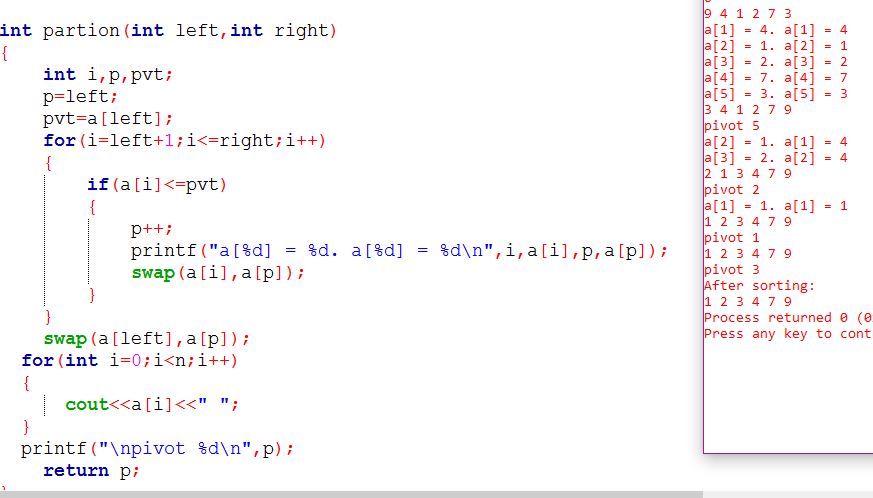 int partion(int left,int right)
{
int i,p,pvt;
p=left;
pvt=a[left];
for(i=left+1;i<=right;i++)
{
if(a[i]<=pvt)
{
p++;
printf("a[%d] = %d. a[%d] = %d\n",i,a[i],p,a[p]);
swap(a[i],a[p]);
}
}
swap(a[left],a[p]);
for(int i=0;i<n;i++)
{
cout<<a[i]<<" ";
}
printf("\npivot %d\n",p);
return p;
9 4 1 2 7 3
a[1] = 4. a[1] = 4
a[2] = 1. a[2] = 1
a[3] = 2. a[3] = 2
a[4] = 7. a[4] = 7
a[5] = 3. a[5] = 3
3 4 1 2 7 9
pivot 5
a[2] = 1. a[1] = 4
a[3] = 2. a[2] = 4
2 1 3 4 7 9
pivot 2
a[1] = 1. a[1] = 1
1 2 3 4 7 9
pivot 1
1 2 3 4 7 9
pivot 3
After sorting:
1 2 3 4 7 9
Process returned 0 (0
Press any key to cont